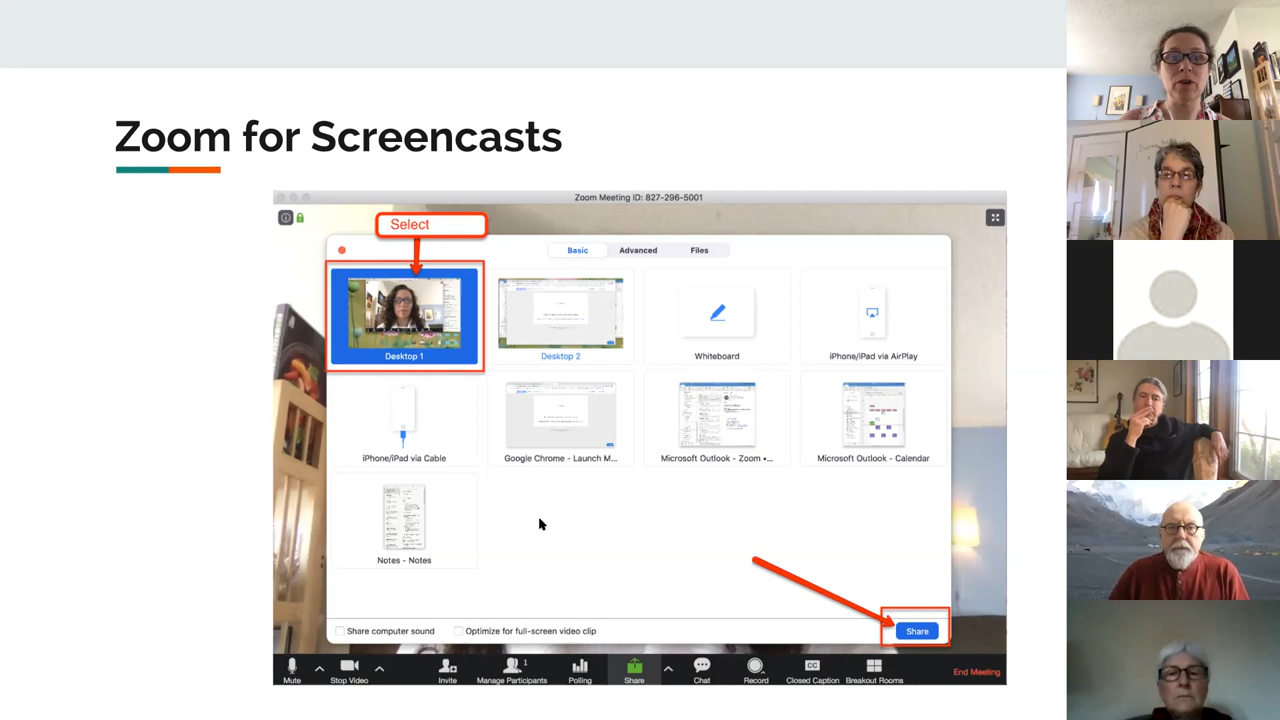 Zoom for Screencasts
Zoom Meeting ID: 827-296-5001
Select
Basic Advanced Files
Desktop 1 Desktop 2 Whiteboard iPhone/iPad via AirPlay
iPhone/iPad via Cable Google Chrome - Launch M... Microsoft Outlook - Zoom •... Microsoft Outlook - Calendar
Notes - Notes
Share computer sound Optimize for full-screen video clip Share
1
CC
Mute Stop Video Invite Manage Participants Polling Share Chat Record Closed Caption Breakout Rooms End Meeting